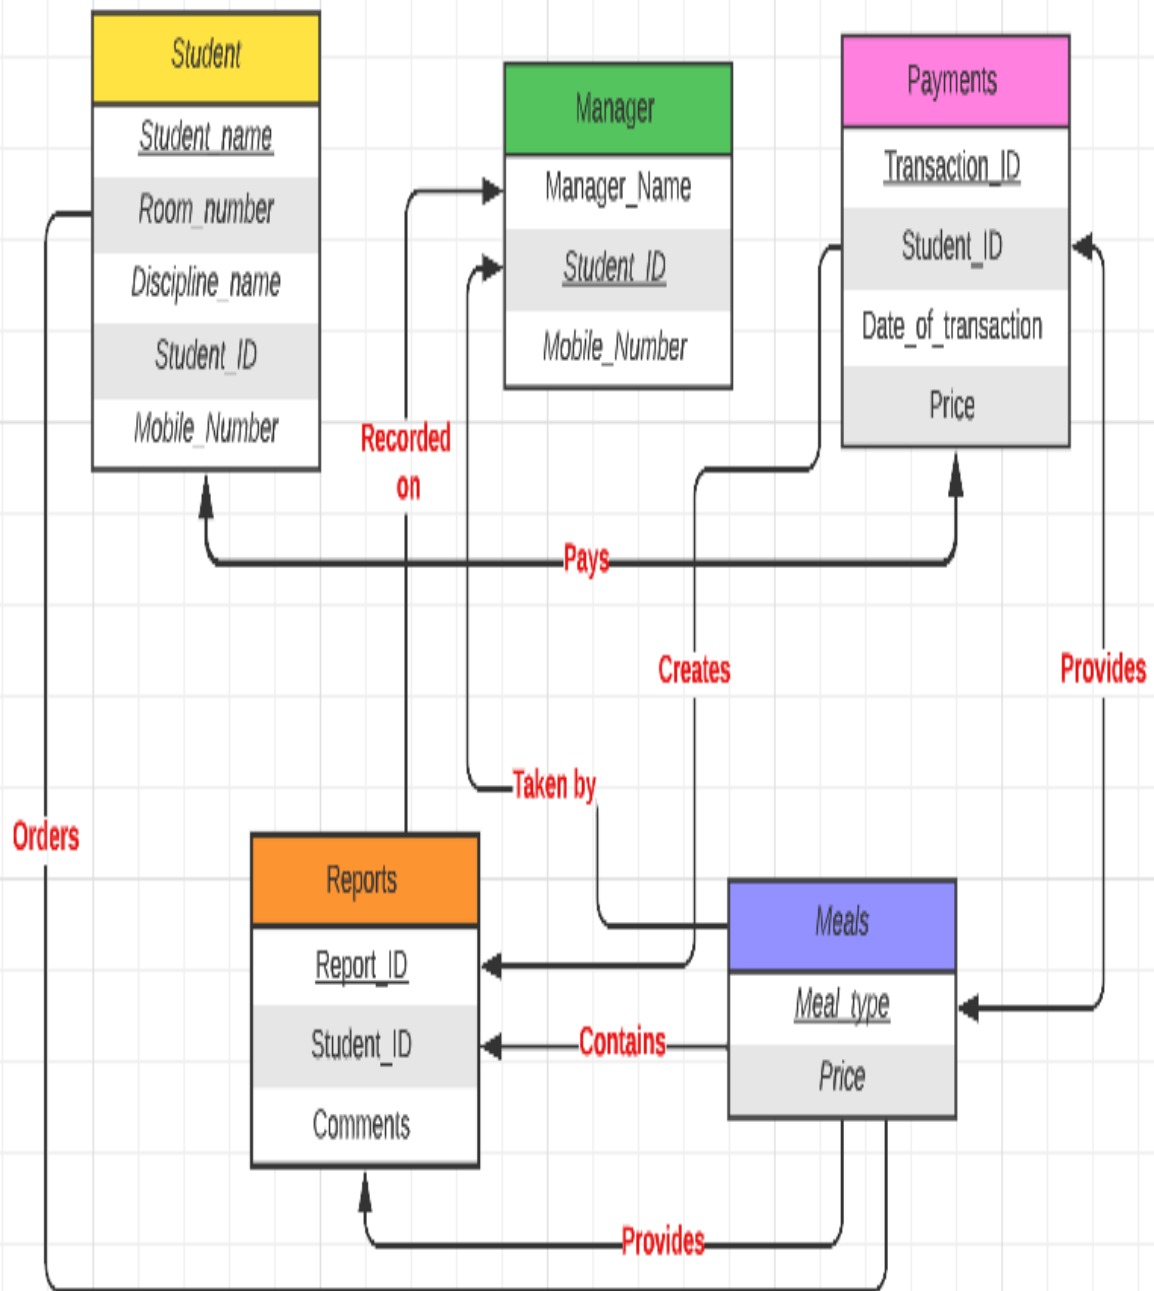 Student
Student_name
Room_number
Discipline_name
Student_ID
Mobile_Number
Manager
Manager_Name
Student_ID
Mobile_Number
Payments
Transaction_ID
Student_ID
Date_of_transaction
Price
Recorded
on
Pays
Creates
Provides
Taken by
Orders
Reports
Report_ID
Student_ID
Comments
Contains
Meals
Meal_type
Price
Provides